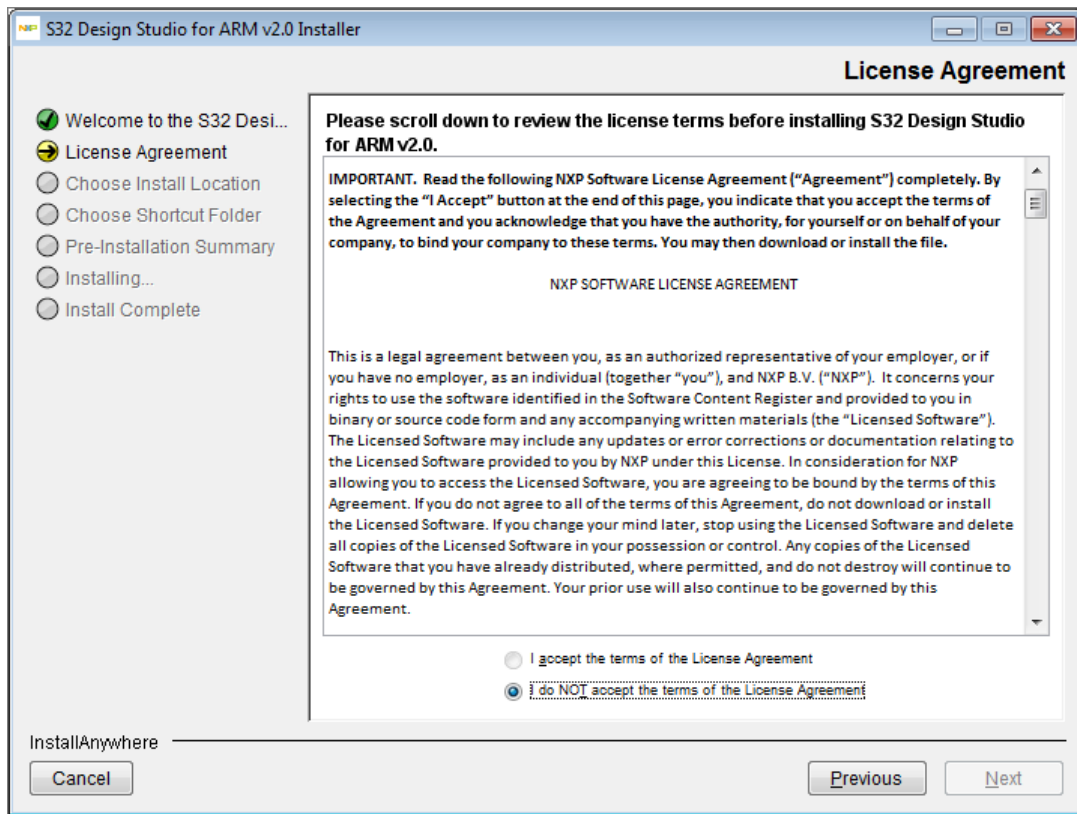 NXP S32 Design Studio for ARM v2.0 Installer
License Agreement
Welcome to the S32 Desi...
License Agreement
Choose Install Location
Choose Shortcut Folder
Pre-Installation Summary
Installing...
Install Complete
Please scroll down to review the license terms before installing S32 Design Studio
for ARM v2.0.
IMPORTANT. Read the following NXP Software License Agreement (“Agreement”) completely. By
selecting the “I Accept” button at the end of this page, you indicate that you accept the terms of
the Agreement and you acknowledge that you have the authority, for yourself or on behalf of your
company, to bind your company to these terms. You may then download or install the file.
NXP SOFTWARE LICENSE AGREEMENT
This is a legal agreement between you, as an authorized representative of your employer, or if
you have no employer, as an individual (together “you”), and NXP B.V. (“NXP”). It concerns your
rights to use the software identified in the Software Content Register and provided to you in
binary or source code form and any accompanying written materials (the “Licensed Software”).
The Licensed Software may include any updates or error corrections or documentation relating to
the Licensed Software provided to you by NXP under this License. In consideration for NXP
allowing you to access the Licensed Software, you are agreeing to be bound by the terms of this
Agreement. If you do not agree to all of the terms of this Agreement, do not download or install
the Licensed Software. If you change your mind later, stop using the Licensed Software and delete
all copies of the Licensed Software in your possession or control. Any copies of the Licensed
Software that you have already distributed, where permitted, and do not destroy will continue to
be governed by this Agreement. Your prior use will also continue to be governed by this
Agreement.
I accept the terms of the License Agreement
I do NOT accept the terms of the License Agreement
InstallAnywhere
Cancel
Previous
Next